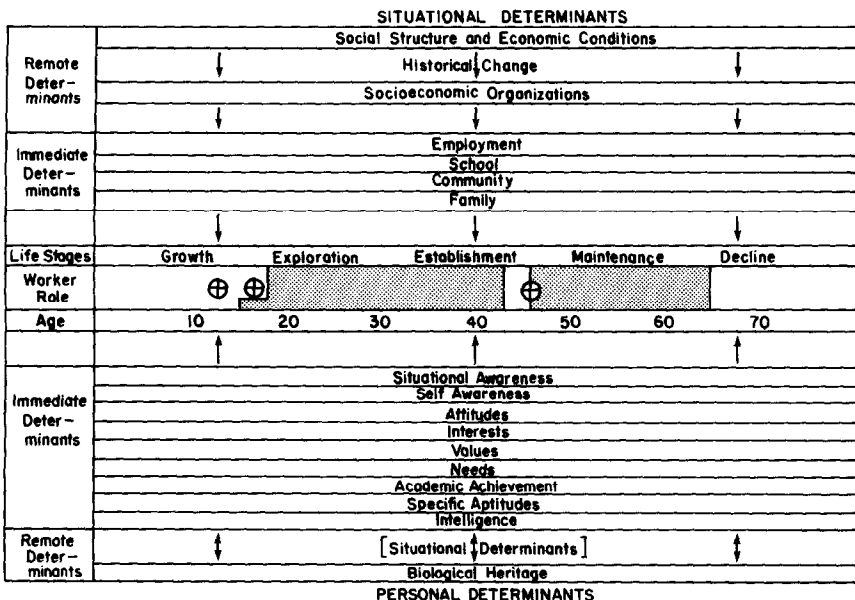 SITUATIONAL DETERMINANTS
Social Structure and Economic Conditions
Remote
Deter-
minants
Historical Change
Socioeconomic Organizations
Immediate
Deter-
minants
Employment
School
Community
Family
Life Stages Growth Exploration Establishment Maintenance Decline
Worker
Role
Age 10 20 30 40 50 60 70
Immediate
Deter-
minants
Situational Awareness
Self Awareness
Attitudes
Interests
Values
Needs
Academic Achievement
Specific Aptitudes
Intelligence
Remote
Deter-
minants
[Situational Determinants]
Biological Heritage
PERSONAL DETERMINANTS